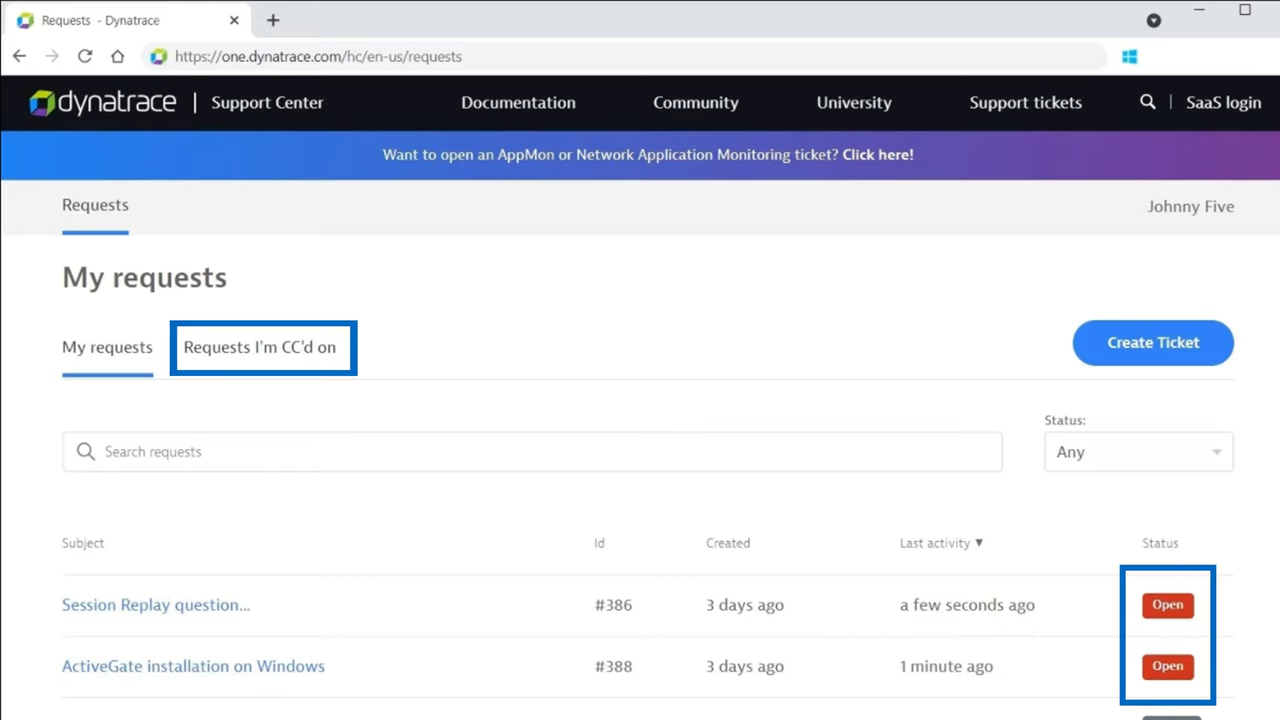 Requests - Dynatrace
https://one.dynatrace.com/hc/en-us/requests
dynatrace | Support Center Documentation Community University Support tickets | SaaS login
Want to open an AppMon or Network Application Monitoring ticket? Click here!
Requests Johnny Five
My requests
My requests Requests I'm CC'd on Create Ticket
Status:
Search requests Any
Subject Id Created Last activity ▼ Status
Session Replay question... #386 3 days ago a few seconds ago Open
ActiveGate installation on Windows #388 3 days ago 1 minute ago Open